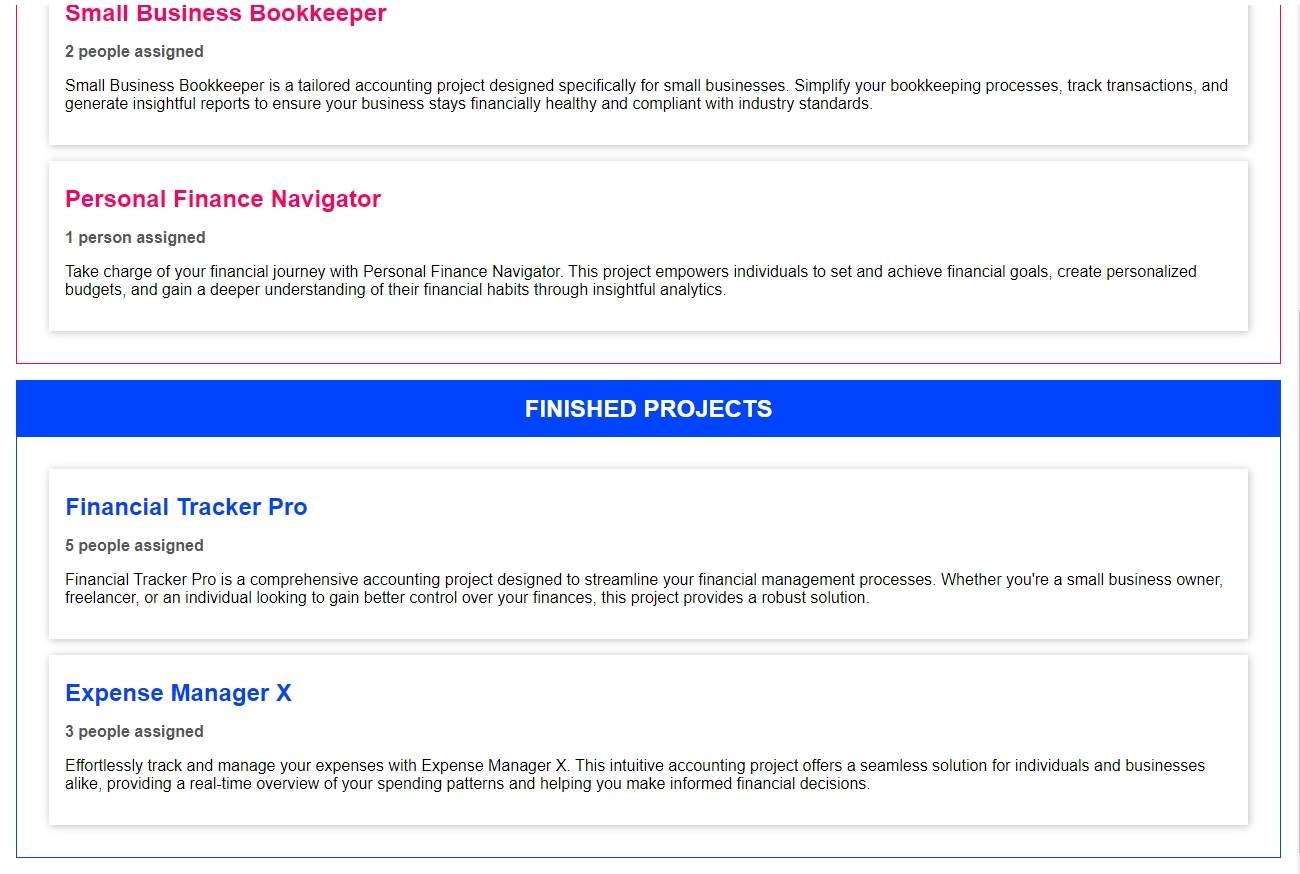 Small Business Bookkeeper
2 people assigned
Small Business Bookkeeper is a tailored accounting project designed specifically for small businesses. Simplify your bookkeeping processes, track transactions, and
generate insightful reports to ensure your business stays financially healthy and compliant with industry standards.
Personal Finance Navigator
1 person assigned
Take charge of your financial journey with Personal Finance Navigator. This project empowers individuals to set and achieve financial goals, create personalized
budgets, and gain a deeper understanding of their financial habits through insightful analytics.
FINISHED PROJECTS
Financial Tracker Pro
5 people assigned
Financial Tracker Pro is a comprehensive accounting project designed to streamline your financial management processes. Whether you're a small business owner,
freelancer, or an individual looking to gain better control over your finances, this project provides a robust solution.
Expense Manager X
3 people assigned
Effortlessly track and manage your expenses with Expense Manager X. This intuitive accounting project offers a seamless solution for individuals and businesses
alike, providing a real-time overview of your spending patterns and helping you make informed financial decisions.